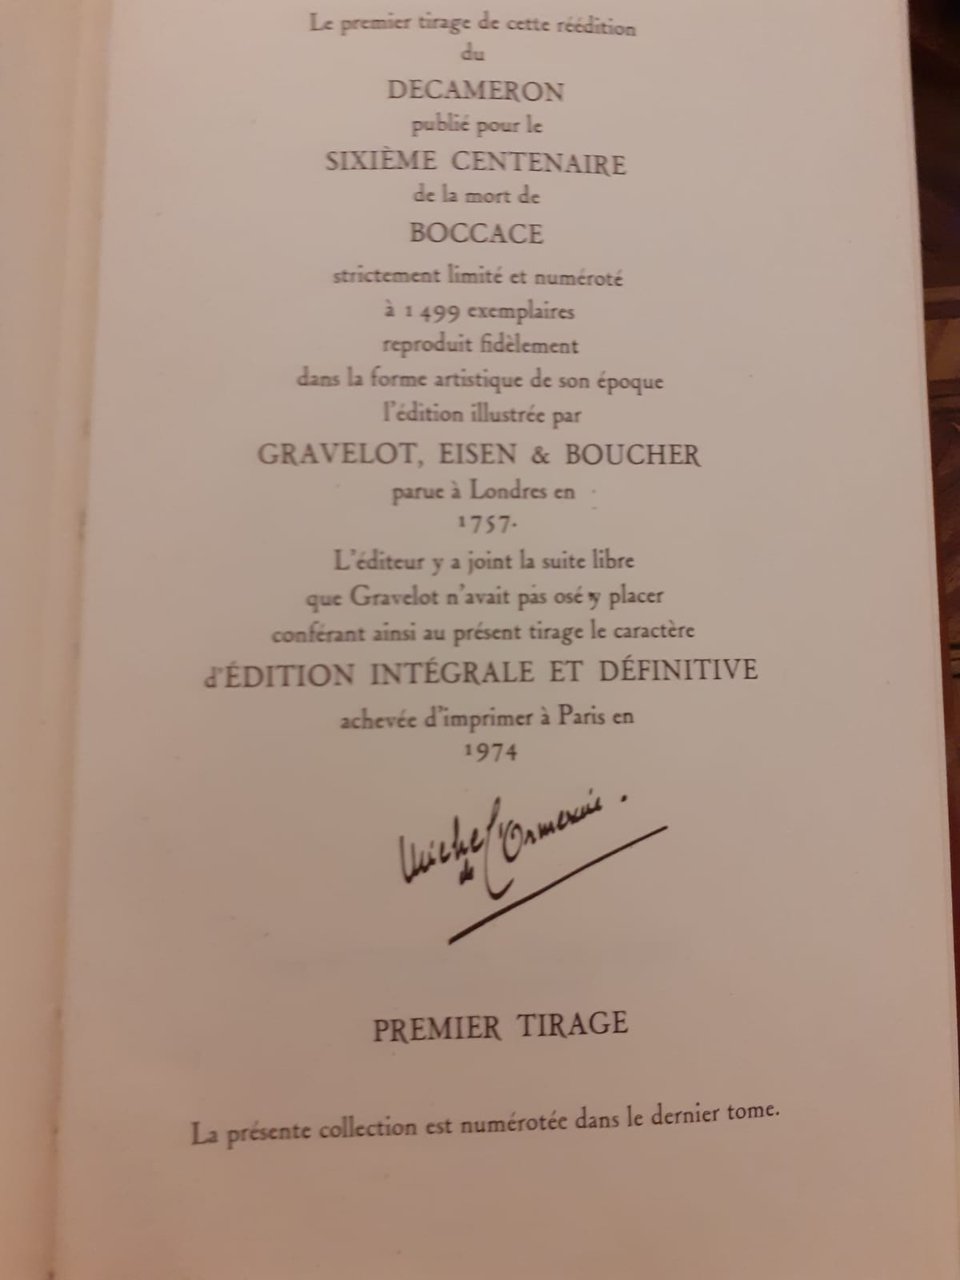 Le premier tirage de cette réédition
du
DECAMERON
publié pour le
SIXIÈME CENTENAIRE
de la mort de
BOCCACE
strictement limité et numéroté
à 1 499 exemplaires
reproduit fidèlement
dans la forme artistique de son époque
l'édition illustrée par
GRAVELOT, EISEN & BOUCHER
parue à Londres en
1757.
L'éditeur y a joint la suite libre
que Gravelot n'avait pas osé y placer
conférant ainsi au présent tirage le caractère
d'ÉDITION INTÉGRALE ET DÉFINITIVE
achevée d'imprimer à Paris en
1974
Michel de l'Ormeraie.
PREMIER TIRAGE
La présente collection est numérotée dans le dernier tome.